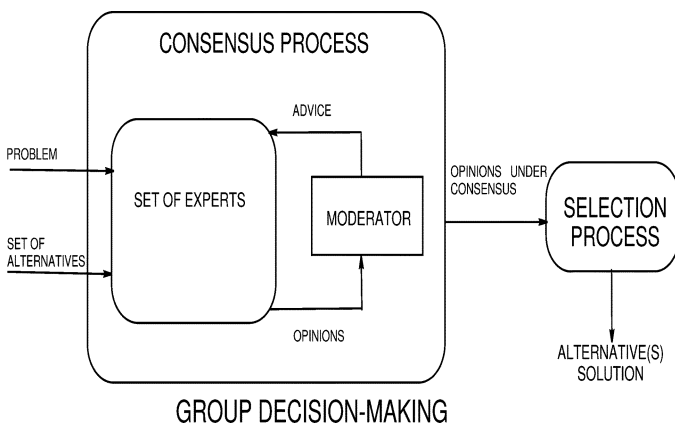 CONSENSUS PROCESS
ADVICE
PROBLEM
SET OF EXPERTS
MODERATOR
SET OF
ALTERNATIVES
OPINIONS
OPINIONS UNDER
CONSENSUS
SELECTION
PROCESS
ALTERNATIVE(S)
SOLUTION
GROUP DECISION-MAKING